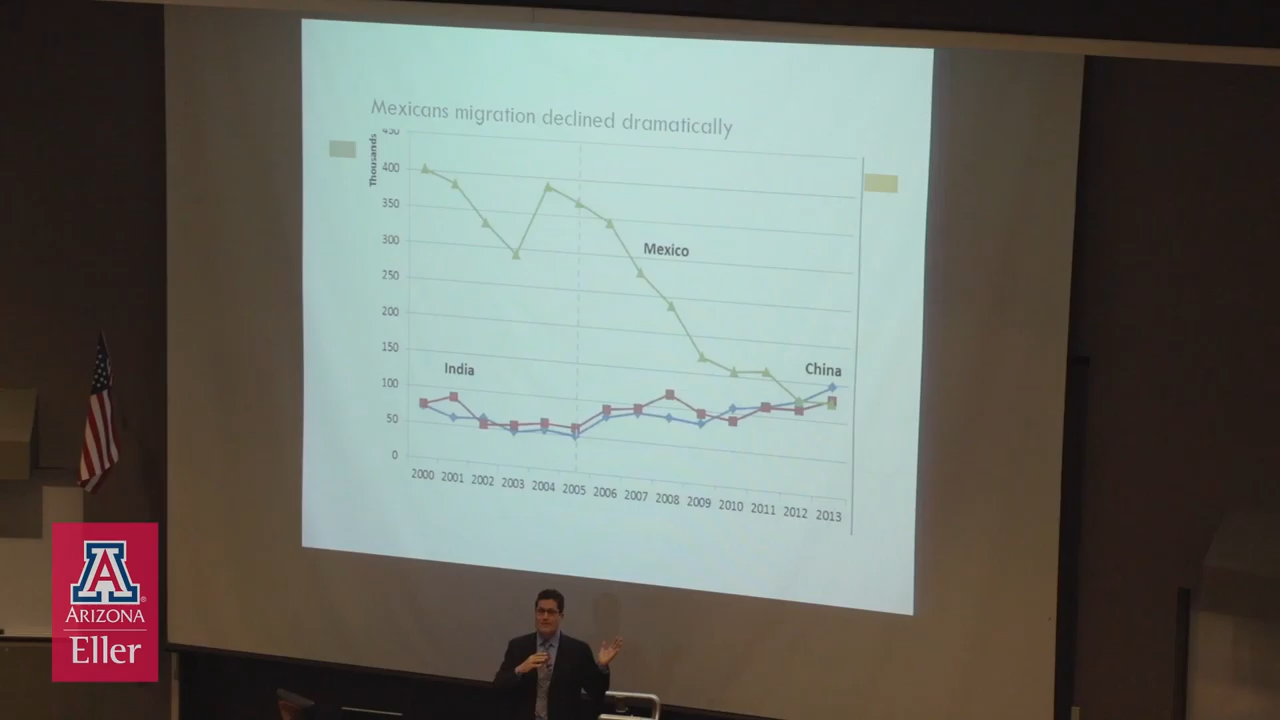 Mexicans migration declined dramatically
Thousands
450
400
350
300
250
200
150
100
50
0
Mexico
India
China
2000 2001 2002 2003 2004 2005 2006 2007 2008 2009 2010 2011 2012 2013
A
ARIZONA®
Eller